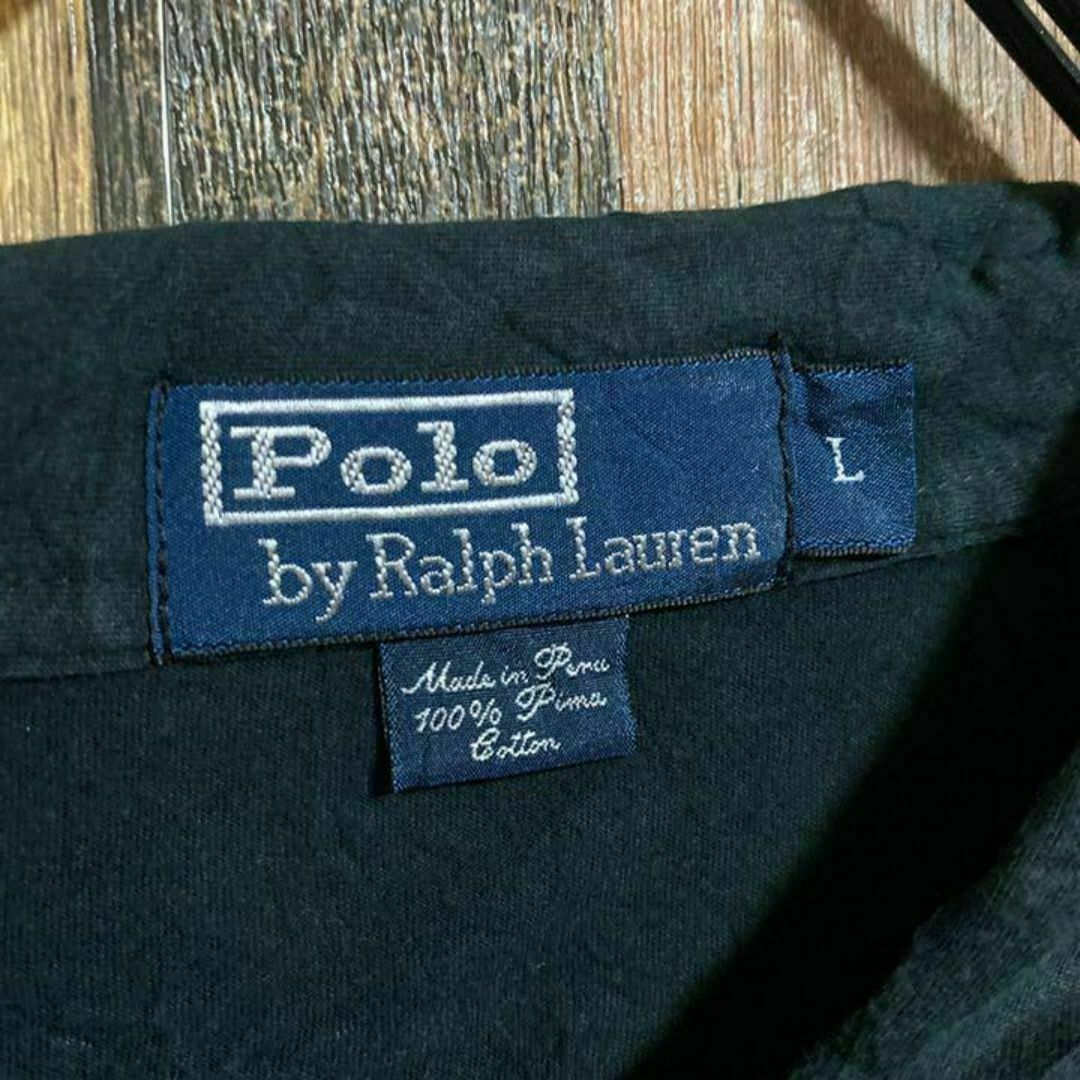 Polo
by Ralph Lauren
L
Made in Peru
100% Pima
Cotton